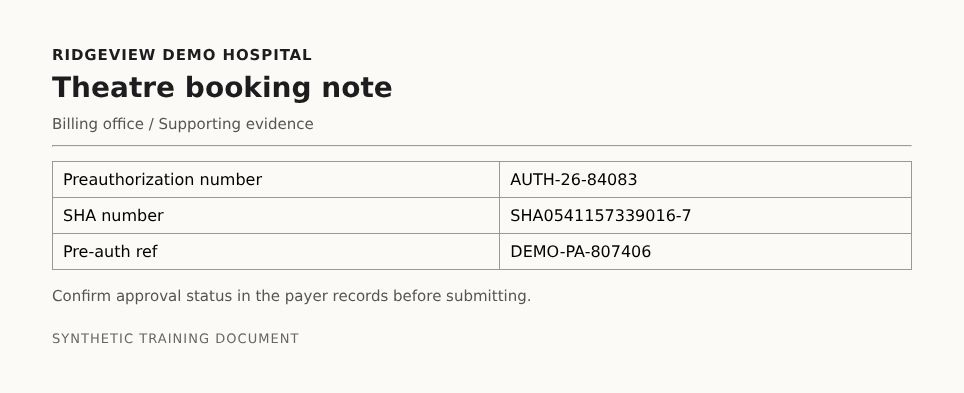 RIDGEVIEW DEMO HOSPITAL
Theatre booking note
Billing office / Supporting evidence
Preauthorization number AUTH-26-84083
SHA number SHA0541157339016-7
Pre-auth ref DEMO-PA-807406
Confirm approval status in the payer records before submitting.
SYNTHETIC TRAINING DOCUMENT